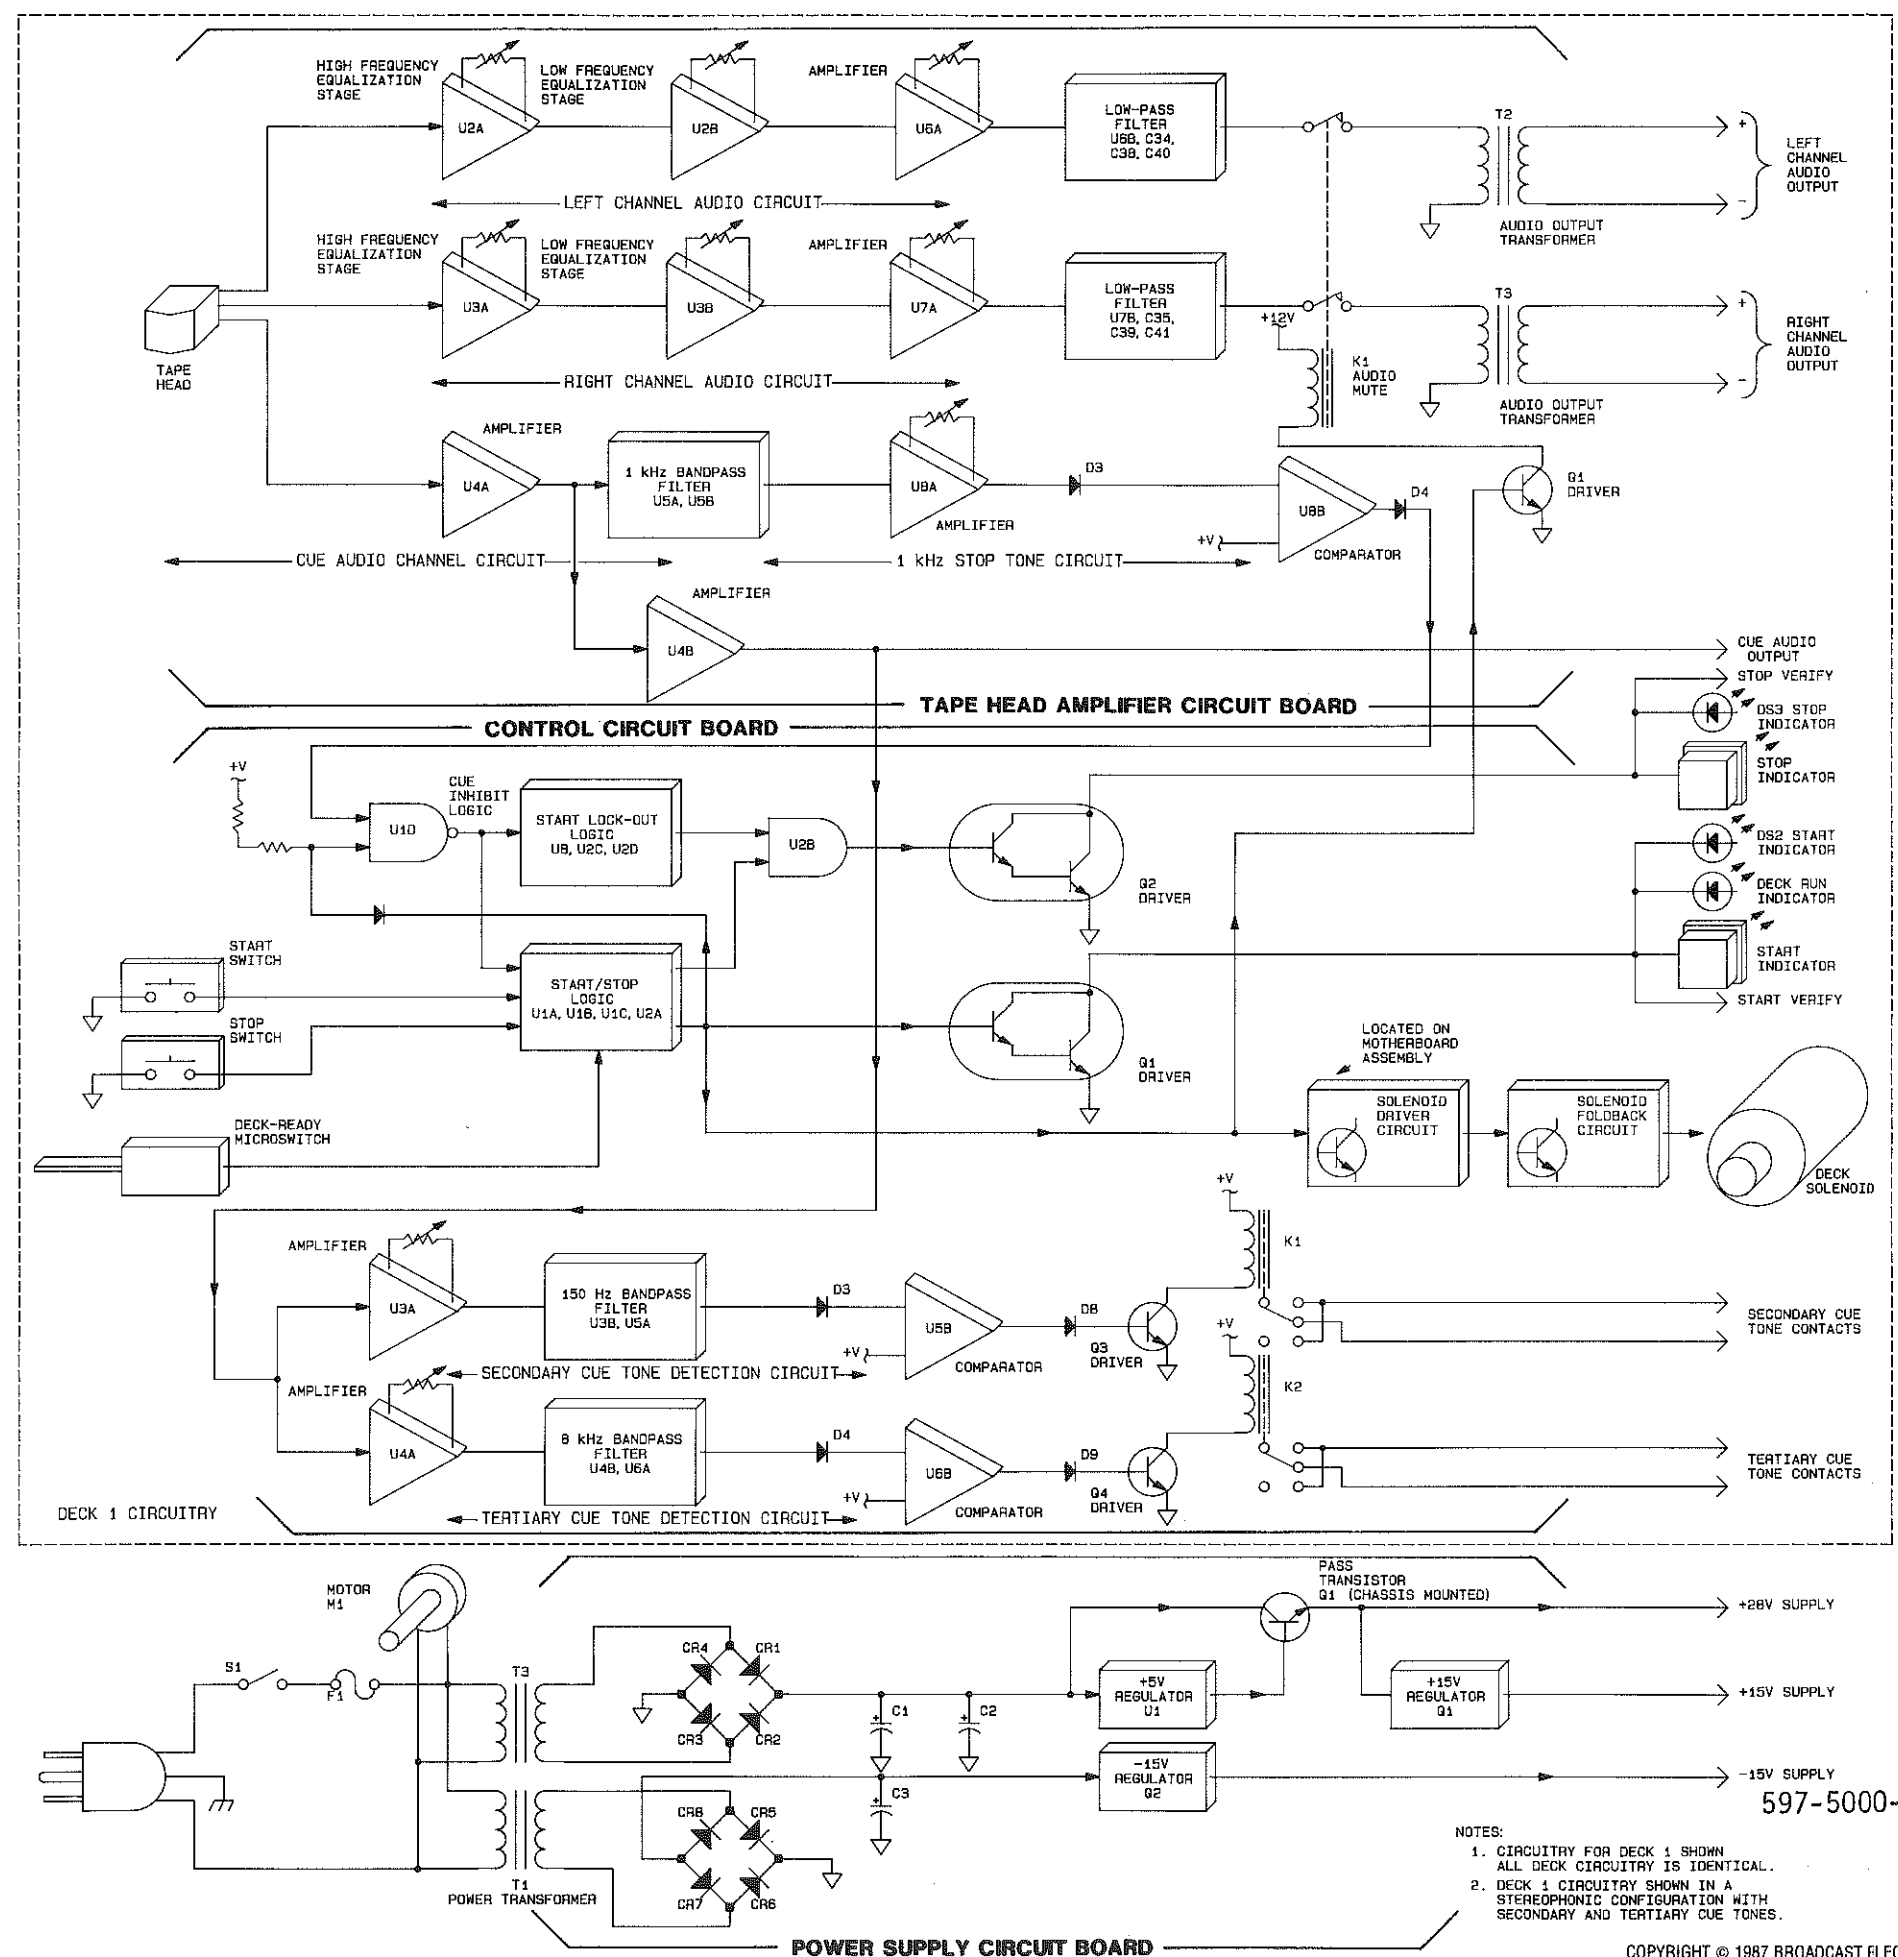 HIGH FREQUENCY
EQUALIZATION
STAGE
U2A
LOW FREQUENCY
EQUALIZATION
STAGE
U2B
AMPLIFIER
U6A
LOW-PASS
FILTER
U6B, C34,
C38, C40
T2
AUDIO OUTPUT
TRANSFORMER
+
-
LEFT
CHANNEL
AUDIO
OUTPUT
LEFT CHANNEL AUDIO CIRCUIT
HIGH FREQUENCY
EQUALIZATION
STAGE
U3A
LOW FREQUENCY
EQUALIZATION
STAGE
U3B
AMPLIFIER
U7A
LOW-PASS
FILTER
U7B, C35,
C39, C41
+12V
K1
AUDIO
MUTE
T3
AUDIO OUTPUT
TRANSFORMER
+
-
RIGHT
CHANNEL
AUDIO
OUTPUT
TAPE
HEAD
RIGHT CHANNEL AUDIO CIRCUIT
AMPLIFIER
U4A
1 kHz BANDPASS
FILTER
U5A, U5B
U8A
AMPLIFIER
D3
U8B
+V
COMPARATOR
D4
Q1
DRIVER
CUE AUDIO CHANNEL CIRCUIT
1 kHz STOP TONE CIRCUIT
AMPLIFIER
U4B
CUE AUDIO
OUTPUT
TAPE HEAD AMPLIFIER CIRCUIT BOARD
CONTROL CIRCUIT BOARD
STOP VERIFY
DS3 STOP
INDICATOR
STOP
INDICATOR
+V
U1D
CUE
INHIBIT
LOGIC
START LOCK-OUT
LOGIC
U8, U2C, U2D
U2B
Q2
DRIVER
DS2 START
INDICATOR
DECK RUN
INDICATOR
START
INDICATOR
START VERIFY
START
SWITCH
STOP
SWITCH
START/STOP
LOGIC
U1A, U1B, U1C, U2A
Q1
DRIVER
DECK-READY
MICROSWITCH
LOCATED ON
MOTHERBOARD
ASSEMBLY
SOLENOID
DRIVER
CIRCUIT
SOLENOID
FOLDBACK
CIRCUIT
DECK
SOLENOID
AMPLIFIER
U3A
150 Hz BANDPASS
FILTER
U3B, U5A
D3
U5B
+V
COMPARATOR
D8
Q3
DRIVER
+V
K1
SECONDARY CUE
TONE CONTACTS
SECONDARY CUE TONE DETECTION CIRCUIT
AMPLIFIER
U4A
8 kHz BANDPASS
FILTER
U4B, U6A
D4
U6B
+V
COMPARATOR
D9
Q4
DRIVER
+V
K2
TERTIARY CUE
TONE CONTACTS
TERTIARY CUE TONE DETECTION CIRCUIT
DECK 1 CIRCUITRY
MOTOR
M1
S1
F1
T3
CR4
CR1
CR3
CR2
C1
C2
+5V
REGULATOR
U1
PASS
TRANSISTOR
Q1 (CHASSIS MOUNTED)
+15V
REGULATOR
Q1
+28V SUPPLY
+15V SUPPLY
T1
POWER TRANSFORMER
CR8
CR5
CR7
CR6
C3
-15V
REGULATOR
Q2
-15V SUPPLY
597-5000-
NOTES:
1. CIRCUITRY FOR DECK 1 SHOWN
ALL DECK CIRCUITRY IS IDENTICAL.
2. DECK 1 CIRCUITRY SHOWN IN A
STEREOPHONIC CONFIGURATION WITH
SECONDARY AND TERTIARY CUE TONES.
POWER SUPPLY CIRCUIT BOARD
COPYRIGHT © 1987 BROADCAST ELEC